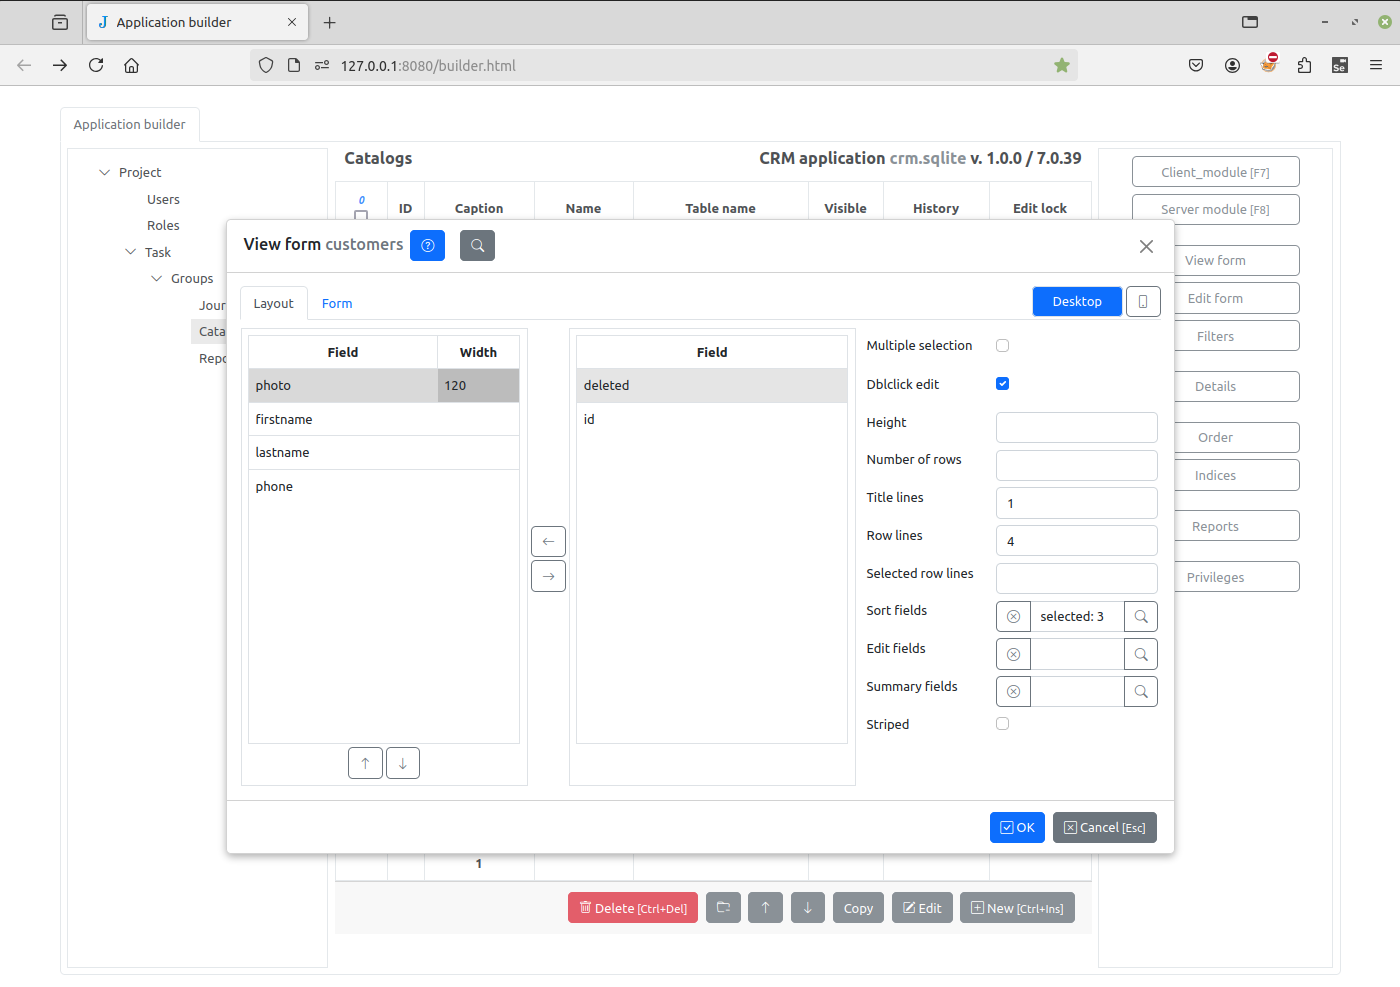 Application builder
127.0.0.1:8080/builder.html
Application builder
Project
Users
Roles
Task
Groups
Jour
Cata
Repo
Catalogs
CRM application crm.sqlite v. 1.0.0 / 7.0.39
0
ID
Caption
Name
Table name
Visible
History
Edit lock
Client_module [F7]
Server module [F8]
View form
Edit form
Filters
Details
Order
Indices
Reports
Privileges
View form customers
Layout
Form
Desktop
Field
Width
photo
120
firstname
lastname
phone
Field
deleted
id
Multiple selection
Dblclick edit
Height
Number of rows
Title lines
1
Row lines
4
Selected row lines
Sort fields
selected: 3
Edit fields
Summary fields
Striped
OK
Cancel [Esc]
1
Delete [Ctrl+Del]
Copy
Edit
New [Ctrl+Ins]